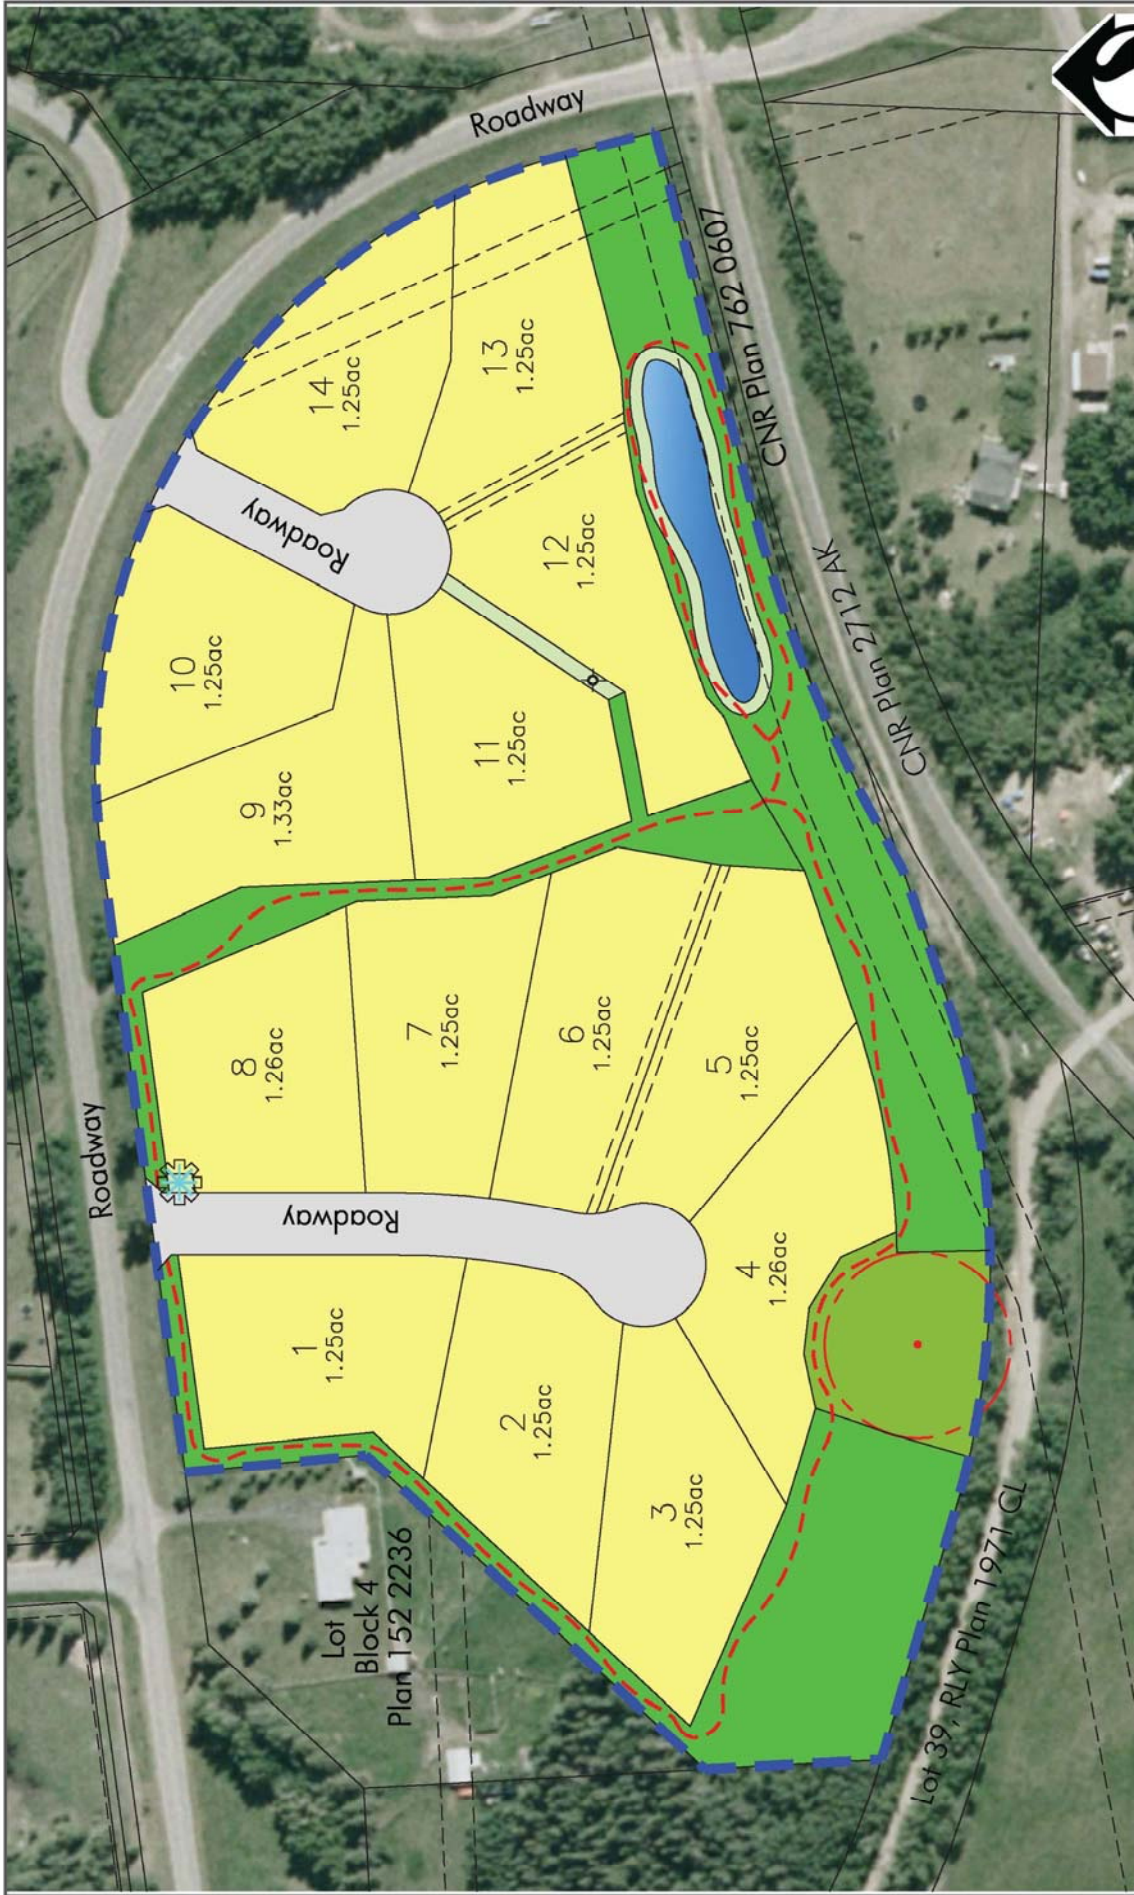 Roadway
CNR Plan 762 0607
14
1.25ac
13
1.25ac
Roadway
12
1.25ac
10
1.25ac
11
1.25ac
9
1.33ac
CNR Plan 2712 AK
8
1.26ac
7
1.25ac
6
1.25ac
5
1.25ac
Roadway
Roadway
4
1.26ac
1
1.25ac
2
1.25ac
3
1.25ac
Lot
Block 4
Plan 152 2236
Lot 39, RLY Plan 1971 CL